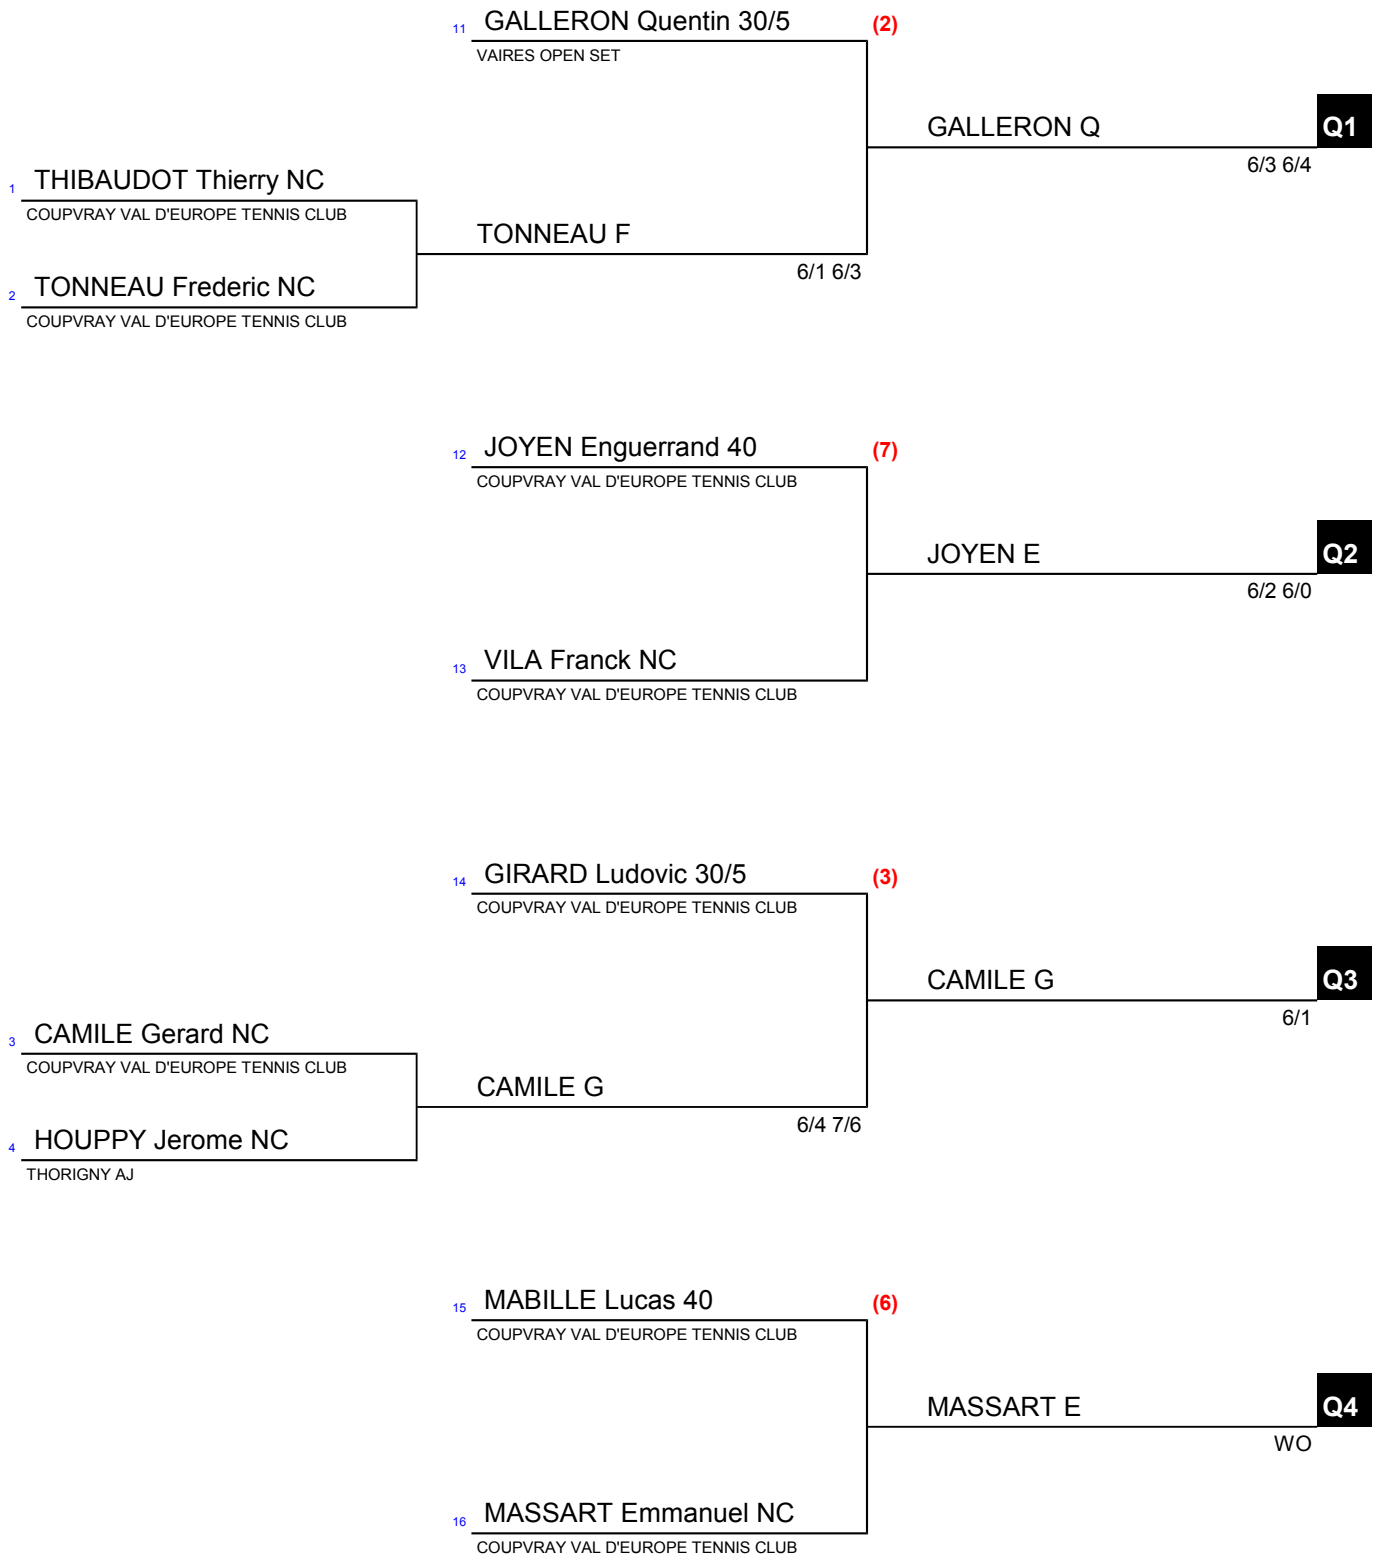 11 GALLERON Quentin 30/5 (2)
VAIRES OPEN SET
GALLERON Q Q1
6/3 6/4
1 THIBAUDOT Thierry NC
COUPVRAY VAL D'EUROPE TENNIS CLUB
TONNEAU F
6/1 6/3
2 TONNEAU Frederic NC
COUPVRAY VAL D'EUROPE TENNIS CLUB
12 JOYEN Enguerrand 40 (7)
COUPVRAY VAL D'EUROPE TENNIS CLUB
JOYEN E Q2
6/2 6/0
13 VILA Franck NC
COUPVRAY VAL D'EUROPE TENNIS CLUB
14 GIRARD Ludovic 30/5 (3)
COUPVRAY VAL D'EUROPE TENNIS CLUB
CAMILE G Q3
6/1
3 CAMILE Gerard NC
COUPVRAY VAL D'EUROPE TENNIS CLUB
CAMILE G
6/4 7/6
4 HOUPPY Jerome NC
THORIGNY AJ
15 MABILLE Lucas 40 (6)
COUPVRAY VAL D'EUROPE TENNIS CLUB
MASSART E Q4
WO
16 MASSART Emmanuel NC
COUPVRAY VAL D'EUROPE TENNIS CLUB